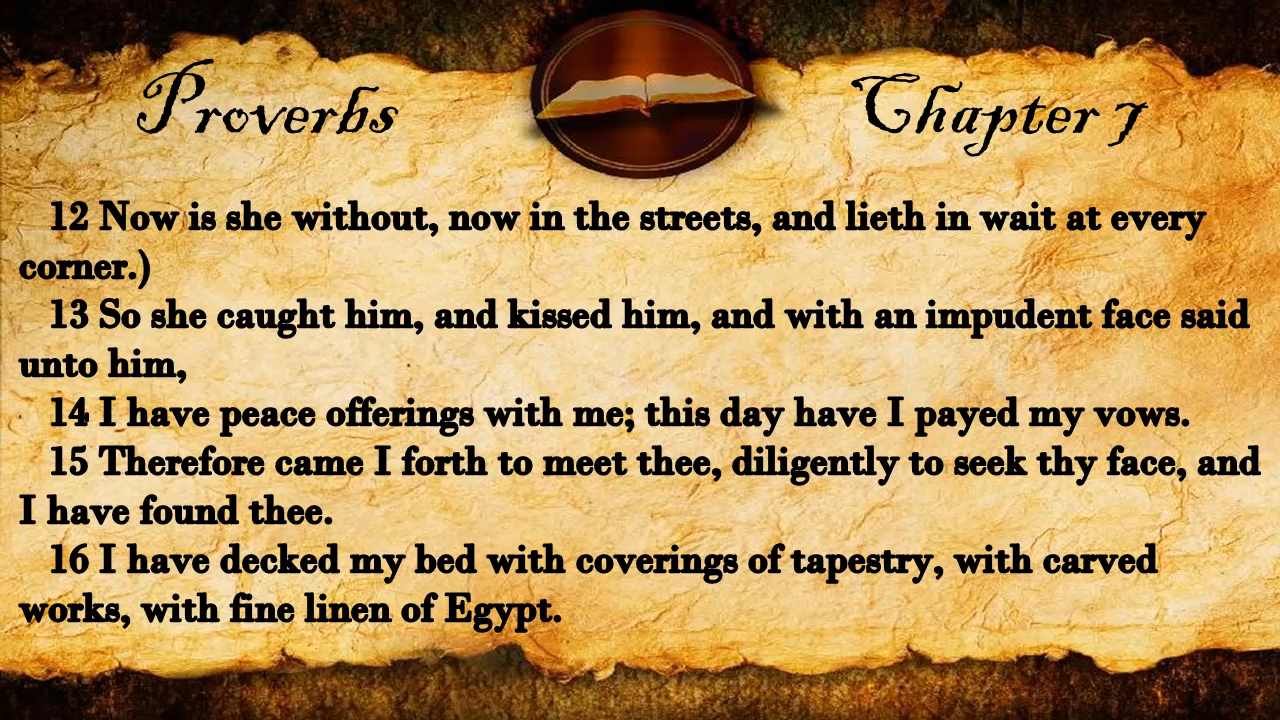 Proverbs Chapter 7
12 Now is she without, now in the streets, and lieth in wait at every
corner.)
13 So she caught him, and kissed him, and with an impudent face said
unto him,
14 I have peace offerings with me; this day have I payed my vows.
15 Therefore came I forth to meet thee, diligently to seek thy face, and
I have found thee.
16 I have decked my bed with coverings of tapestry, with carved
works, with fine linen of Egypt.